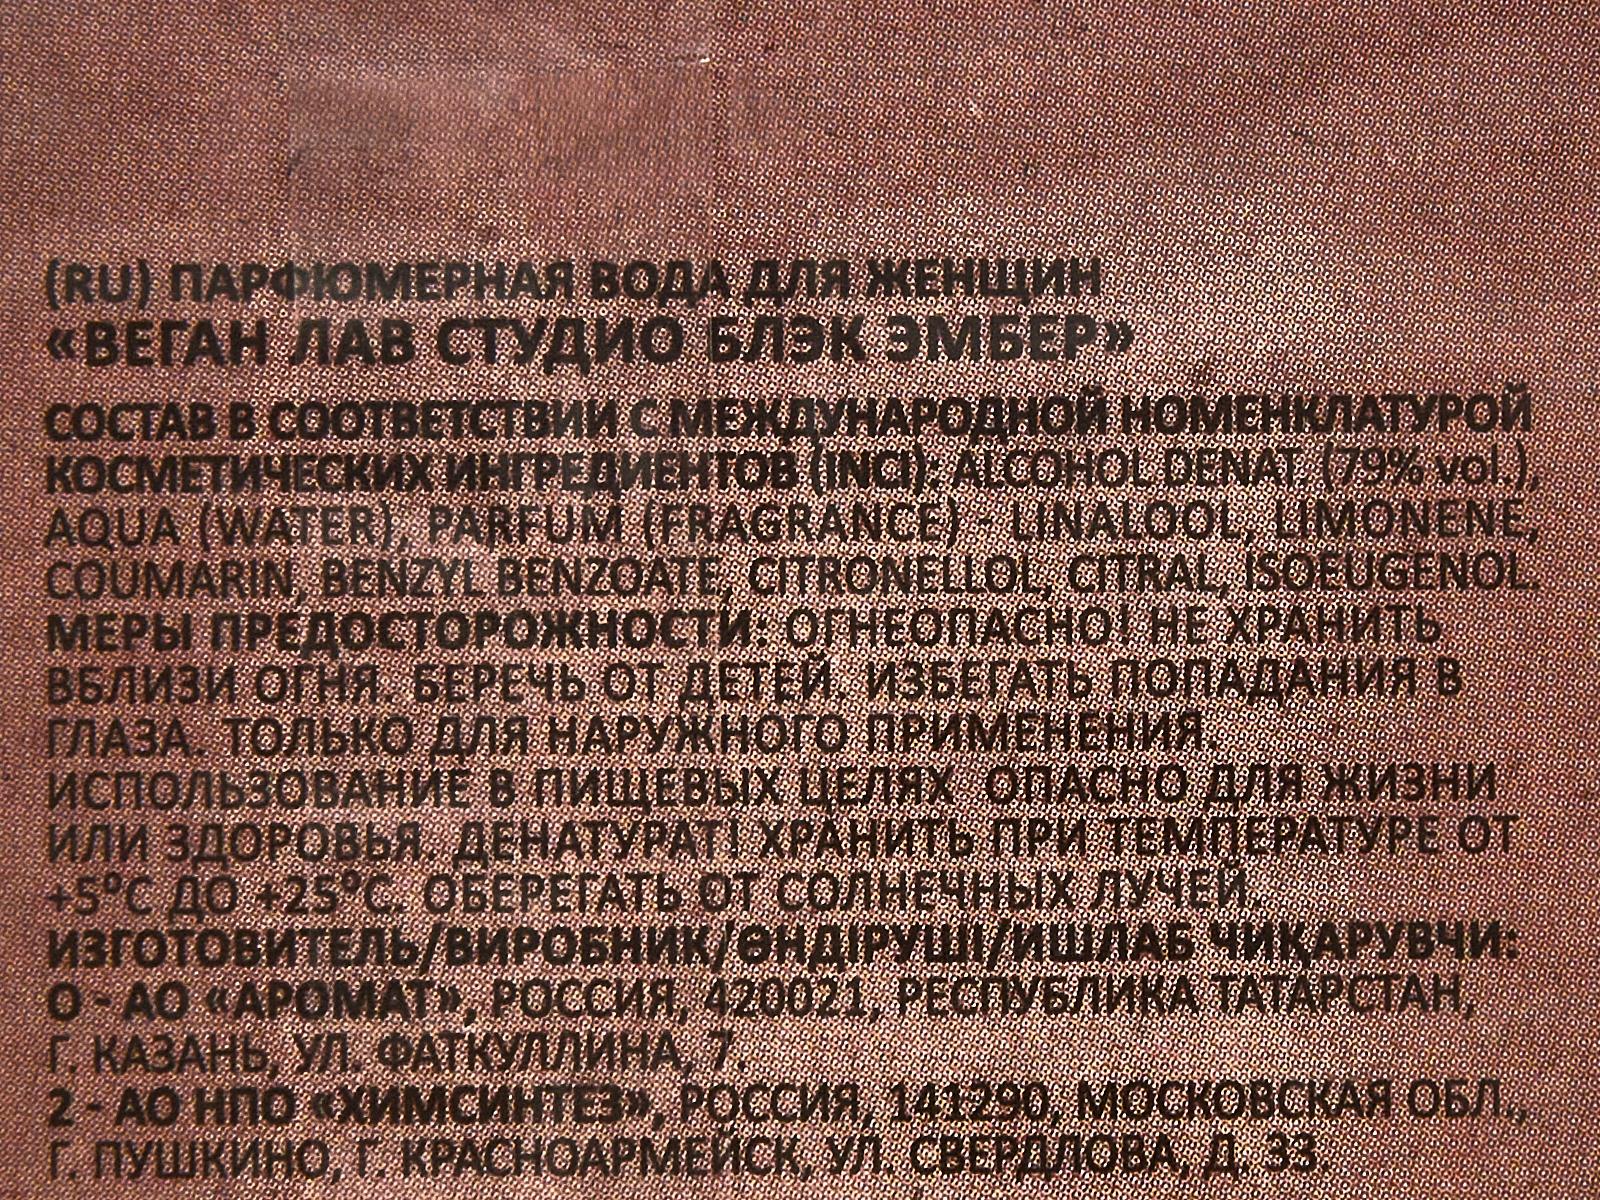 (RU) ПАРФЮМЕРНАЯ ВОДА ДЛЯ ЖЕНЩИН
«ВЕГАН ЛАВ СТУДИО БЛЭК ЭМБЕР»
СОСТАВ В СООТВЕТСТВИИ С МЕЖДУНАРОДНОЙ НОМЕНКЛАТУРОЙ
КОСМЕТИЧЕСКИХ ИНГРЕДИЕНТОВ (INCI): ALCOHOL DENAT. (79% vol.),
AQUA (WATER), PARFUM (FRAGRANCE) - LINALOOL, LIMONENE,
COUMARIN, BENZYL BENZOATE, CITRONELLOL, CITRAL, ISOEUGENOL.
МЕРЫ ПРЕДОСТОРОЖНОСТИ: ОГНЕОПАСНО! НЕ ХРАНИТЬ
ВБЛИЗИ ОГНЯ. БЕРЕЧЬ ОТ ДЕТЕЙ. ИЗБЕГАТЬ ПОПАДАНИЯ В
ГЛАЗА. ТОЛЬКО ДЛЯ НАРУЖНОГО ПРИМЕНЕНИЯ.
ИСПОЛЬЗОВАНИЕ В ПИЩЕВЫХ ЦЕЛЯХ ОПАСНО ДЛЯ ЖИЗНИ
ИЛИ ЗДОРОВЬЯ. ДЕНАТУРАТ! ХРАНИТЬ ПРИ ТЕМПЕРАТУРЕ ОТ
+5°C ДО +25°C. ОБЕРЕГАТЬ ОТ СОЛНЕЧНЫХ ЛУЧЕЙ.
ИЗГОТОВИТЕЛЬ/ВИРОБНИК/ӨНДІРУШІ/ИШЛАБ ЧИҚАРУВЧИ:
0 - АО «АРОМАТ», РОССИЯ, 420021, РЕСПУБЛИКА ТАТАРСТАН,
Г. КАЗАНЬ, УЛ. ФАТКУЛЛИНА, 7.
2 - АО НПО «ХИМСИНТЕЗ», РОССИЯ, 141290, МОСКОВСКАЯ ОБЛ.,
Г. ПУШКИНО, Г. КРАСНОАРМЕЙСК, УЛ. СВЕРДЛОВА, Д. 33.